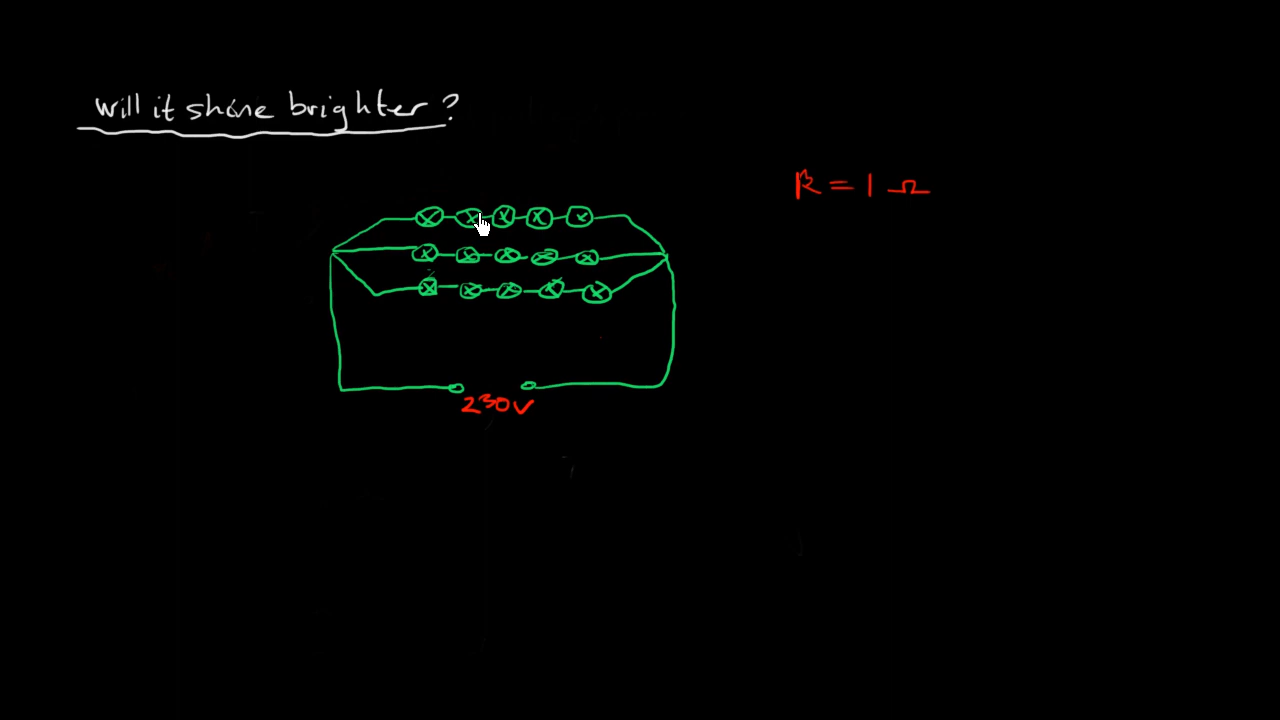 Will it shine brighter?
R = 1 Ω
230V